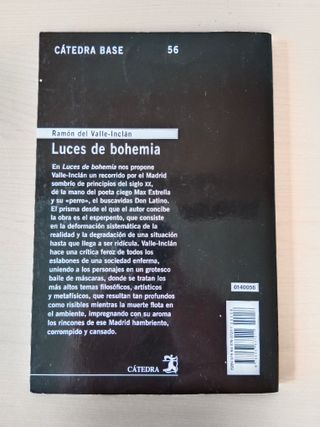 CÁTEDRA BASE 56
Ramón del Valle-Inclán
Luces de bohemia
En Luces de bohemia nos propone
Valle-Inclán un recorrido por el Madrid
sombrío de principios del siglo XX,
de la mano del poeta ciego Max Estrella
y su «perro», el buscavidas Don Latino.
El prisma desde el que el autor concibe
la obra es el esperpento, que consiste
en la deformación sistemática de la
realidad y la degradación de una situación
hasta que llega a ser ridícula. Valle-Inclán
hace una crítica feroz de todos los
eslabones de una sociedad enferma,
uniendo a los personajes en un grotesco
baile de máscaras, donde se tratan los
más altos temas filosóficos, artísticos
y metafísicos, que resultan tan profundos
como risibles mientras la muerte flota
en el ambiente, impregnando con su aroma
los rincones de ese Madrid hambriento,
corrompido y cansado.
0140056
CÁTEDRA